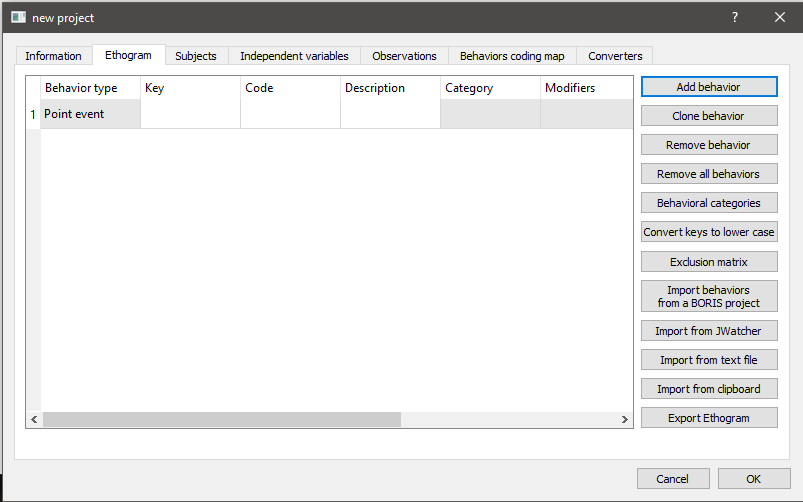 new project
?
Information Ethogram Subjects Independent variables Observations Behaviors coding map Converters
Behavior type Key Code Description Category Modifiers
1 Point event
Add behavior
Clone behavior
Remove behavior
Remove all behaviors
Behavioral categories
Convert keys to lower case
Exclusion matrix
Import behaviors
from a BORIS project
Import from JWatcher
Import from text file
Import from clipboard
Export Ethogram
Cancel OK